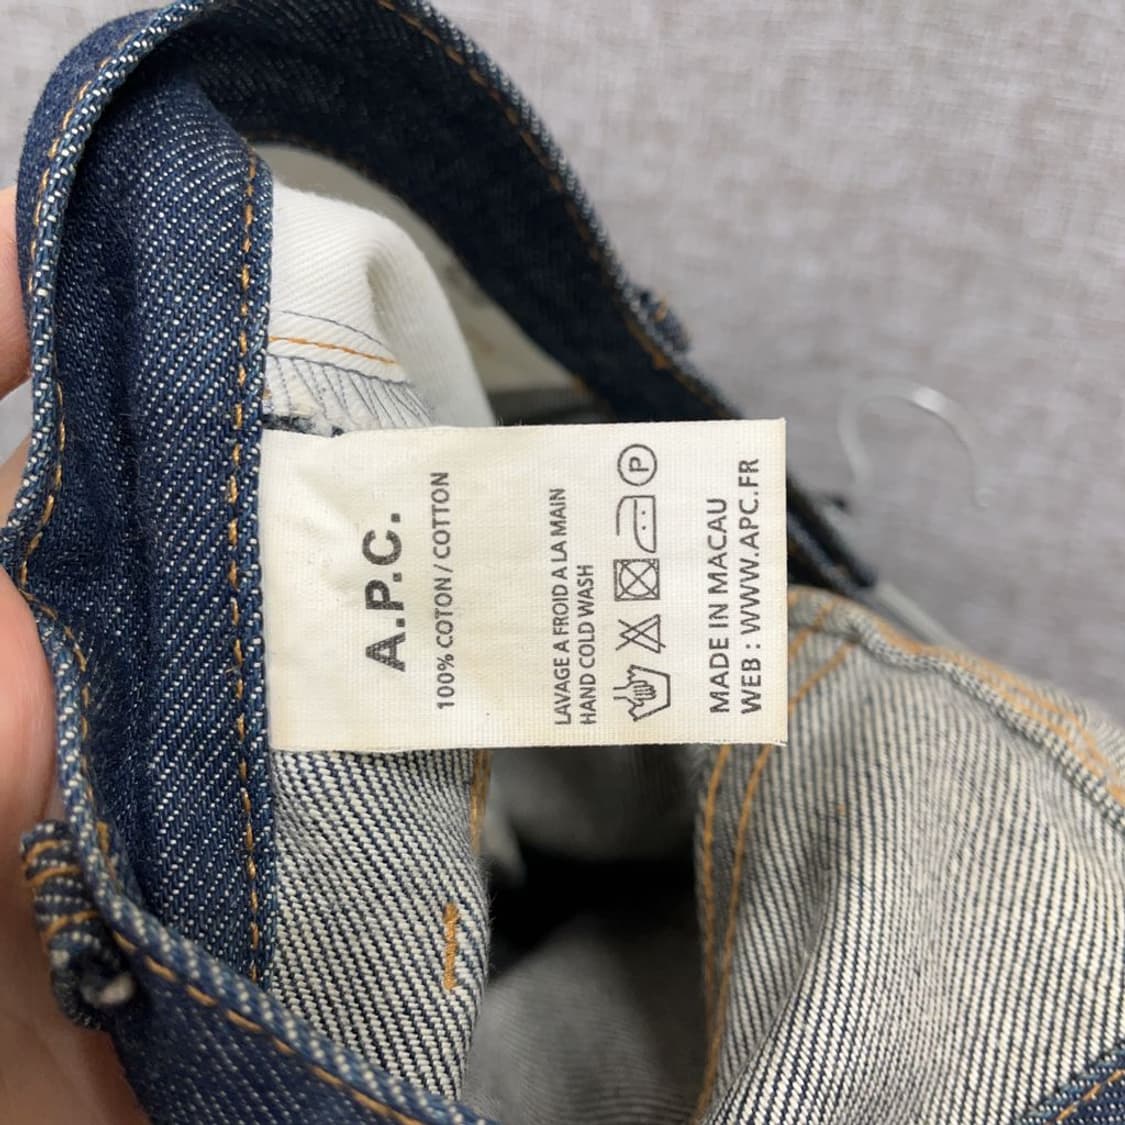 A.P.C.
100% COTON / COTTON
LAVAGE A FROID A LA MAIN
HAND COLD WASH
P
MADE IN MACAU
WEB : WWW.APC.FR